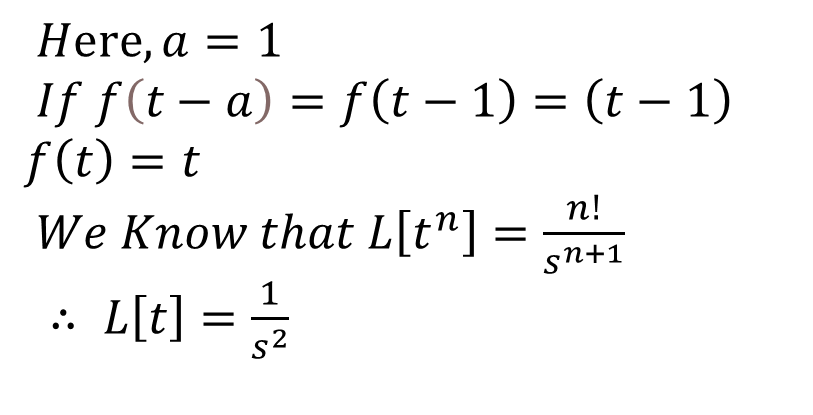 Here, a = 1
If f(t − a) = f(t − 1) = (t − 1)
f(t) = t
We Know that L[tⁿ] = n!/sⁿ⁺¹
∴ L[t] = 1/s²